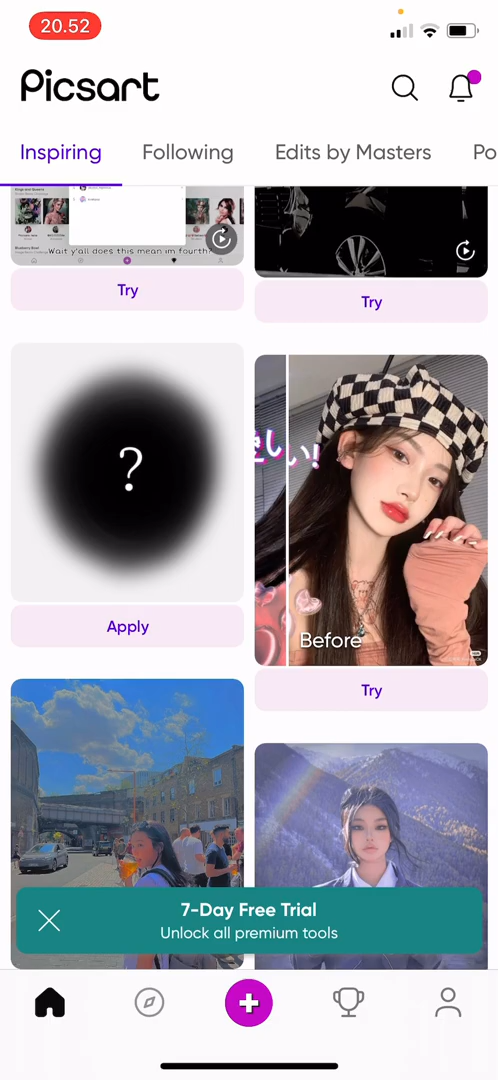 20.52
Picsart
Inspiring
Following
Edits by Masters
Po
Wait y'all does this mean im fourth?
Try
Try
?
Apply
い!
Before
Try
7-Day Free Trial
Unlock all premium tools